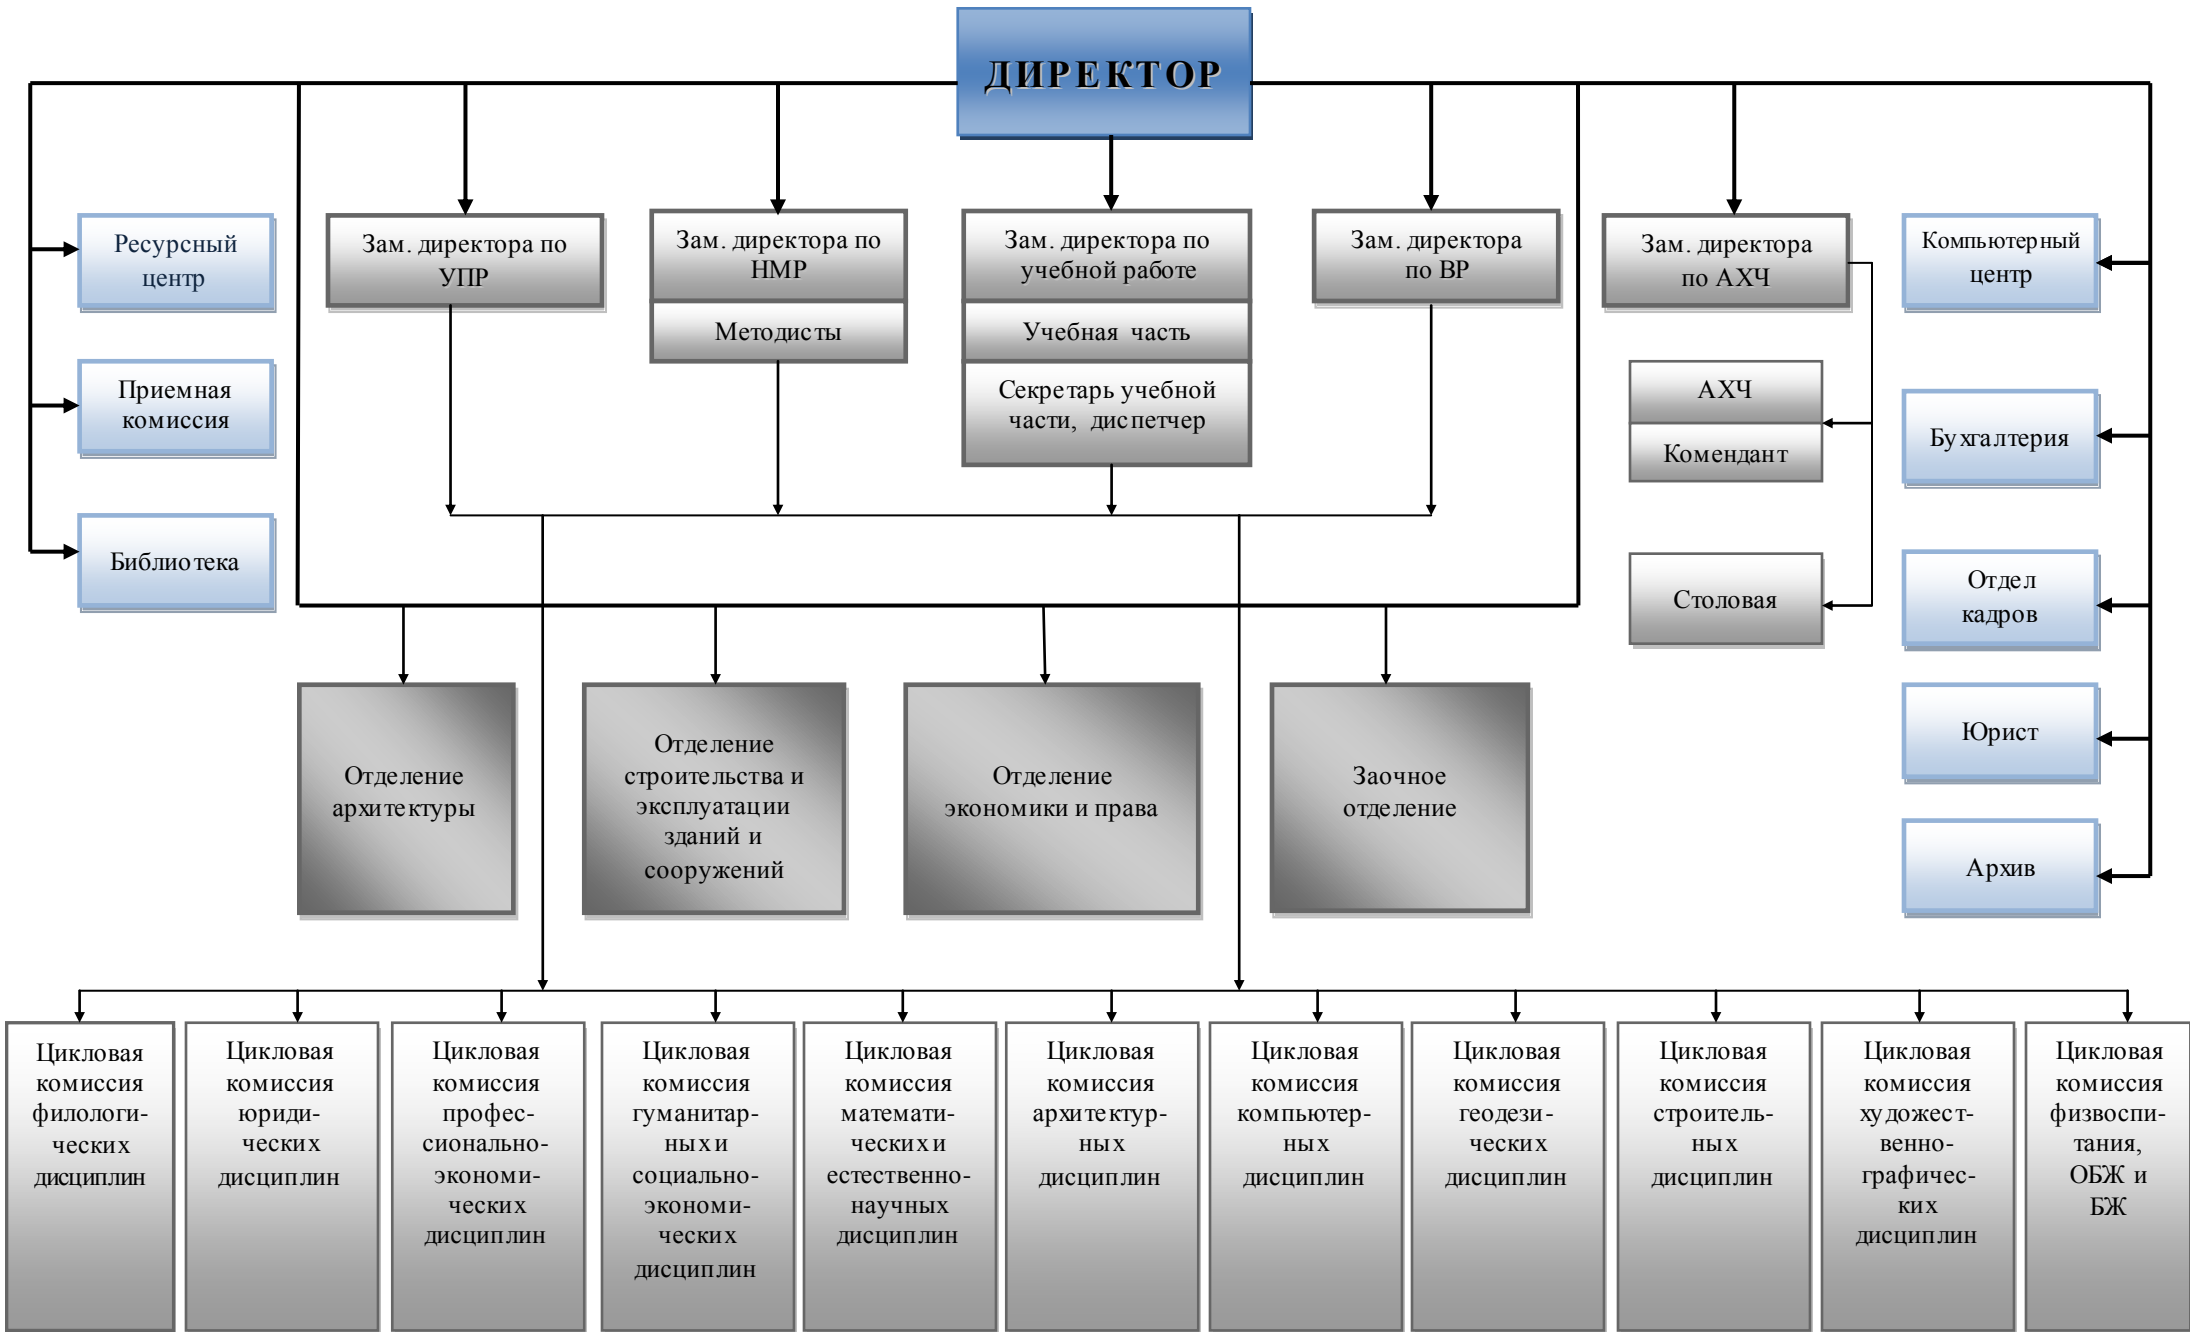 ДИРЕКТОР
Ресурсный
центр
Зам. директора по
УПР
Зам. директора по
НМР
Методисты
Зам. директора по
учебной работе
Учебная часть
Секретарь учебной
части, диспетчер
Зам. директора
по ВР
Зам. директора
по АХЧ
Компьютерный
центр
Приемная
комиссия
АХЧ
Комендант
Бухгалтерия
Библиотека
Столовая
Отдел
кадров
Юрист
Архив
Отделение
архитектуры
Отделение
строительства и
эксплуатации
зданий и
сооружений
Отделение
экономики и права
Заочное
отделение
Цикловая
комиссия
филологи-
ческих
дисциплин
Цикловая
комиссия
юриди-
ческих
дисциплин
Цикловая
комиссия
профес-
сионально-
экономи-
ческих
дисциплин
Цикловая
комиссия
гуманитар-
ных и
социально-
экономи-
ческих
дисциплин
Цикловая
комиссия
математи-
ческих и
естественно-
научных
дисциплин
Цикловая
комиссия
архитектур-
ных
дисциплин
Цикловая
комиссия
компьютер-
ных
дисциплин
Цикловая
комиссия
геодези-
ческих
дисциплин
Цикловая
комиссия
строитель-
ных
дисциплин
Цикловая
комиссия
художест-
венно-
графичес-
ких
дисциплин
Цикловая
комиссия
физвоспи-
тания,
ОБЖ и
БЖ